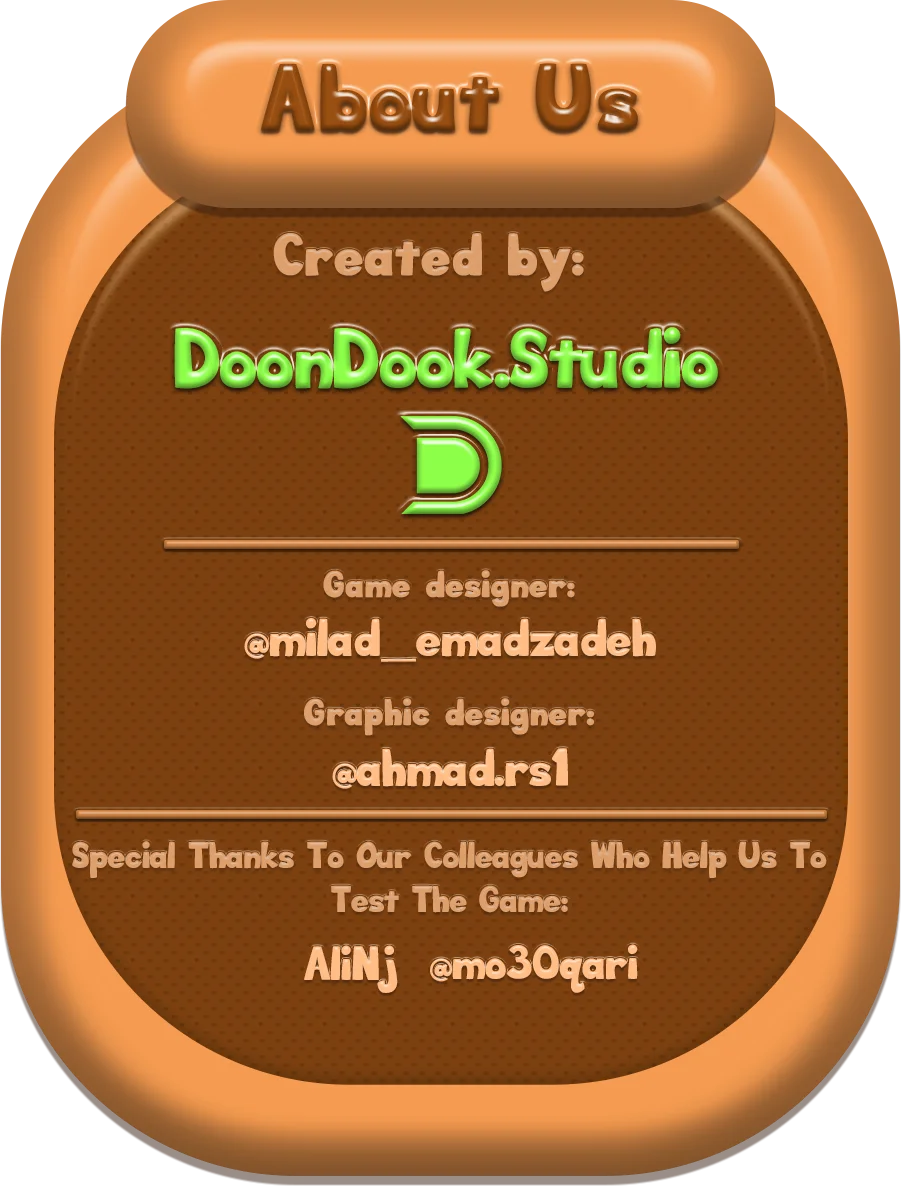 About Us
Created by:
DoonDook.Studio
D
Game designer:
@milad_emadzadeh
Graphic designer:
@ahmad.rs1
Special Thanks To Our Colleagues Who Help Us To
Test The Game:
AliNj @mo30qari